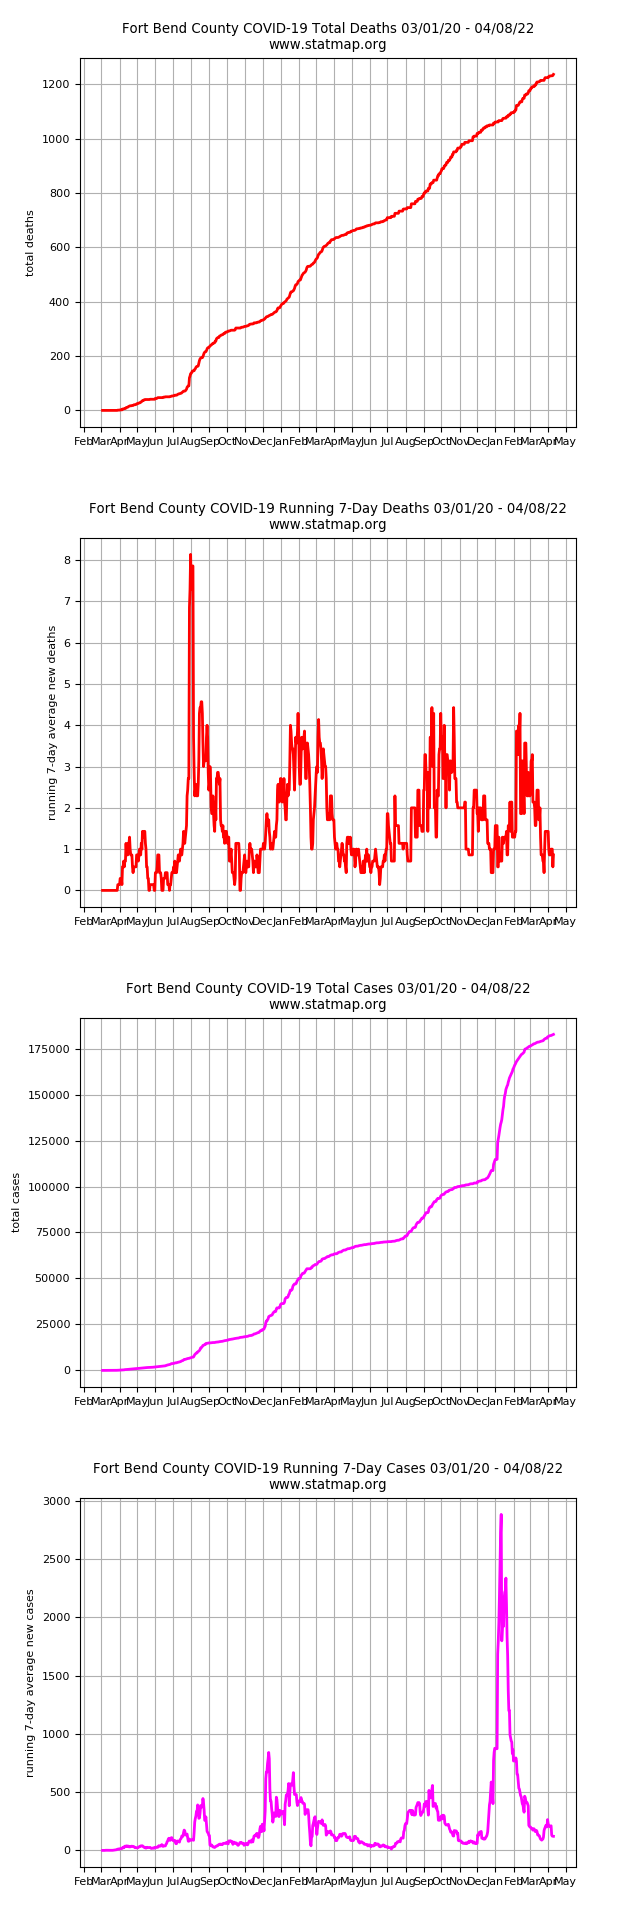 Fort Bend County COVID-19 Total Deaths 03/01/20 - 04/08/22
www.statmap.org
1200
1000
800
600
400
200
0
total deaths
Feb Mar Apr May Jun Jul Aug Sep Oct Nov Dec Jan Feb Mar Apr May Jun Jul Aug Sep Oct Nov Dec Jan Feb Mar Apr May
Fort Bend County COVID-19 Running 7-Day Deaths 03/01/20 - 04/08/22
www.statmap.org
8
7
6
5
4
3
2
1
0
running 7-day average new deaths
Feb Mar Apr May Jun Jul Aug Sep Oct Nov Dec Jan Feb Mar Apr May Jun Jul Aug Sep Oct Nov Dec Jan Feb Mar Apr May
Fort Bend County COVID-19 Total Cases 03/01/20 - 04/08/22
www.statmap.org
175000
150000
125000
100000
75000
50000
25000
0
total cases
Feb Mar Apr May Jun Jul Aug Sep Oct Nov Dec Jan Feb Mar Apr May Jun Jul Aug Sep Oct Nov Dec Jan Feb Mar Apr May
Fort Bend County COVID-19 Running 7-Day Cases 03/01/20 - 04/08/22
www.statmap.org
3000
2500
2000
1500
1000
500
0
running 7-day average new cases
Feb Mar Apr May Jun Jul Aug Sep Oct Nov Dec Jan Feb Mar Apr May Jun Jul Aug Sep Oct Nov Dec Jan Feb Mar Apr May